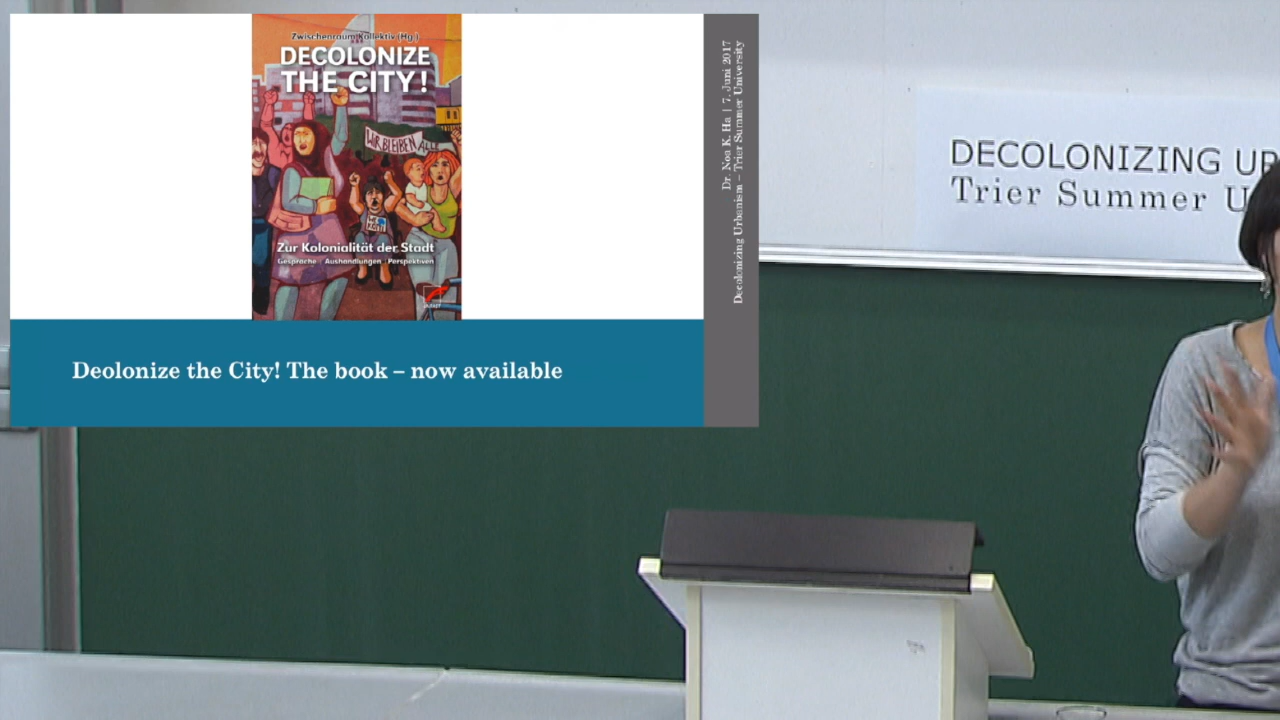 Zwischenraum Kollektiv (Hg.)
DECOLONIZE
THE CITY!
WIR BLEIBEN ALLE
Zur Kolonialität der Stadt
Gespräche Aushandlungen Perspektiven
Deolonize the City! The book – now available
Dr. Noa K. Ha | 7. Juni 2017
Decolonizing Urbanism – Trier Summer University
DECOLONIZING UR
Trier Summer U